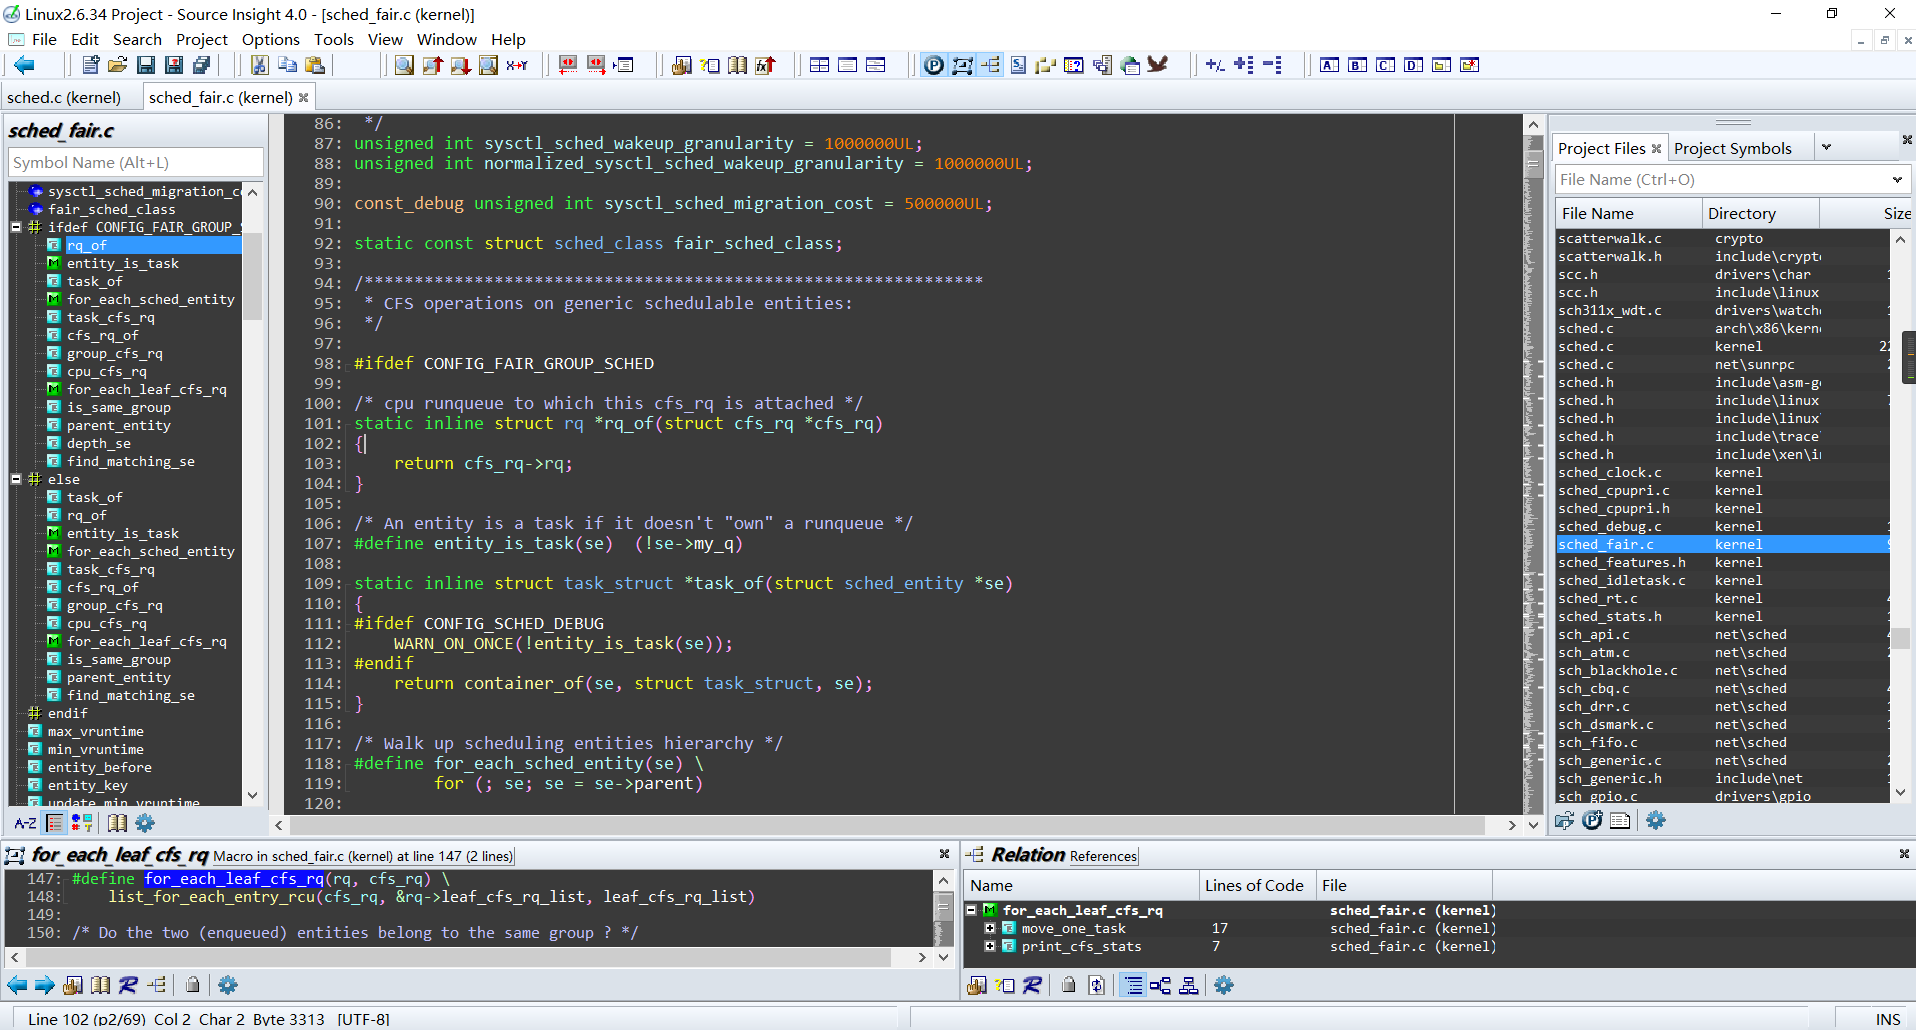 Linux2.6.34 Project - Source Insight 4.0 - [sched_fair.c (kernel)]
File Edit Search Project Options Tools View Window Help
sched.c (kernel) sched_fair.c (kernel)
sched_fair.c
Symbol Name (Alt+L)
sysctl_sched_migration_c
fair_sched_class
ifdef CONFIG_FAIR_GROUP_S
rq_of
entity_is_task
task_of
for_each_sched_entity
task_cfs_rq
cfs_rq_of
group_cfs_rq
cpu_cfs_rq
for_each_leaf_cfs_rq
is_same_group
parent_entity
depth_se
find_matching_se
else
task_of
rq_of
entity_is_task
for_each_sched_entity
task_cfs_rq
cfs_rq_of
group_cfs_rq
cpu_cfs_rq
for_each_leaf_cfs_rq
is_same_group
parent_entity
find_matching_se
endif
max_vruntime
min_vruntime
entity_before
entity_key
update_min_vruntime
A-Z
86: */
87: unsigned int sysctl_sched_wakeup_granularity = 1000000UL;
88: unsigned int normalized_sysctl_sched_wakeup_granularity = 1000000UL;
89:
90: const_debug unsigned int sysctl_sched_migration_cost = 500000UL;
91:
92: static const struct sched_class fair_sched_class;
93:
94: /**************************************************************
95: * CFS operations on generic schedulable entities:
96: */
97:
98: #ifdef CONFIG_FAIR_GROUP_SCHED
99:
100: /* cpu runqueue to which this cfs_rq is attached */
101: static inline struct rq *rq_of(struct cfs_rq *cfs_rq)
102: {
103: return cfs_rq->rq;
104: }
105:
106: /* An entity is a task if it doesn't "own" a runqueue */
107: #define entity_is_task(se) (!se->my_q)
108:
109: static inline struct task_struct *task_of(struct sched_entity *se)
110: {
111: #ifdef CONFIG_SCHED_DEBUG
112: WARN_ON_ONCE(!entity_is_task(se));
113: #endif
114: return container_of(se, struct task_struct, se);
115: }
116:
117: /* Walk up scheduling entities hierarchy */
118: #define for_each_sched_entity(se) \
119: for (; se; se = se->parent)
120:
Project Files Project Symbols
File Name (Ctrl+O)
File Name Directory Size
scatterwalk.c crypto
scatterwalk.h include\crypt
scc.h drivers\char
scc.h include\linux
sch311x_wdt.c drivers\watch
sched.c arch\x86\kern
sched.c kernel 22
sched.c net\sunrpc
sched.h include\asm-g
sched.h include\linux
sched.h include\linux
sched.h include\trace
sched.h include\xen\i
sched_clock.c kernel
sched_cpupri.c kernel
sched_cpupri.h kernel
sched_debug.c kernel
sched_fair.c kernel
sched_features.h kernel
sched_idletask.c kernel
sched_rt.c kernel
sched_stats.h kernel
sch_api.c net\sched
sch_atm.c net\sched
sch_blackhole.c net\sched
sch_cbq.c net\sched
sch_drr.c net\sched
sch_dsmark.c net\sched
sch_fifo.c net\sched
sch_generic.c net\sched
sch_generic.h include\net
sch_gpio.c drivers\gpio
for_each_leaf_cfs_rq Macro in sched_fair.c (kernel) at line 147 (2 lines)
147: #define for_each_leaf_cfs_rq(rq, cfs_rq) \
148: list_for_each_entry_rcu(cfs_rq, &rq->leaf_cfs_rq_list, leaf_cfs_rq_list)
149:
150: /* Do the two (enqueued) entities belong to the same group ? */
Relation References
Name Lines of Code File
for_each_leaf_cfs_rq sched_fair.c (kernel)
move_one_task 17 sched_fair.c (kernel)
print_cfs_stats 7 sched_fair.c (kernel)
Line 102 (p2/69) Col 2 Char 2 Byte 3313 [UTF-8] INS